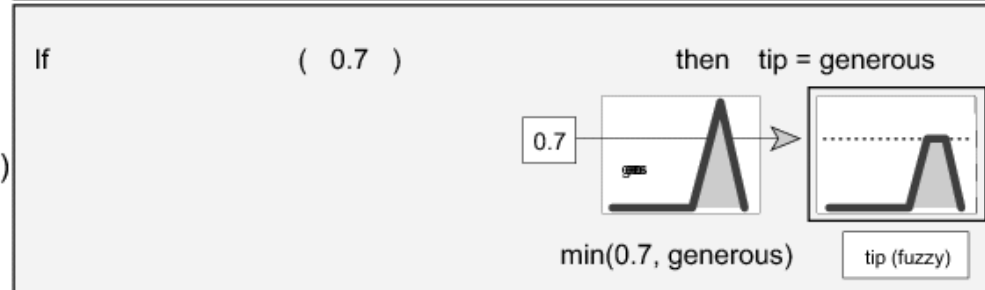 If ( 0.7 ) then tip = generous
0.7
)
min(0.7, generous)
tip (fuzzy)